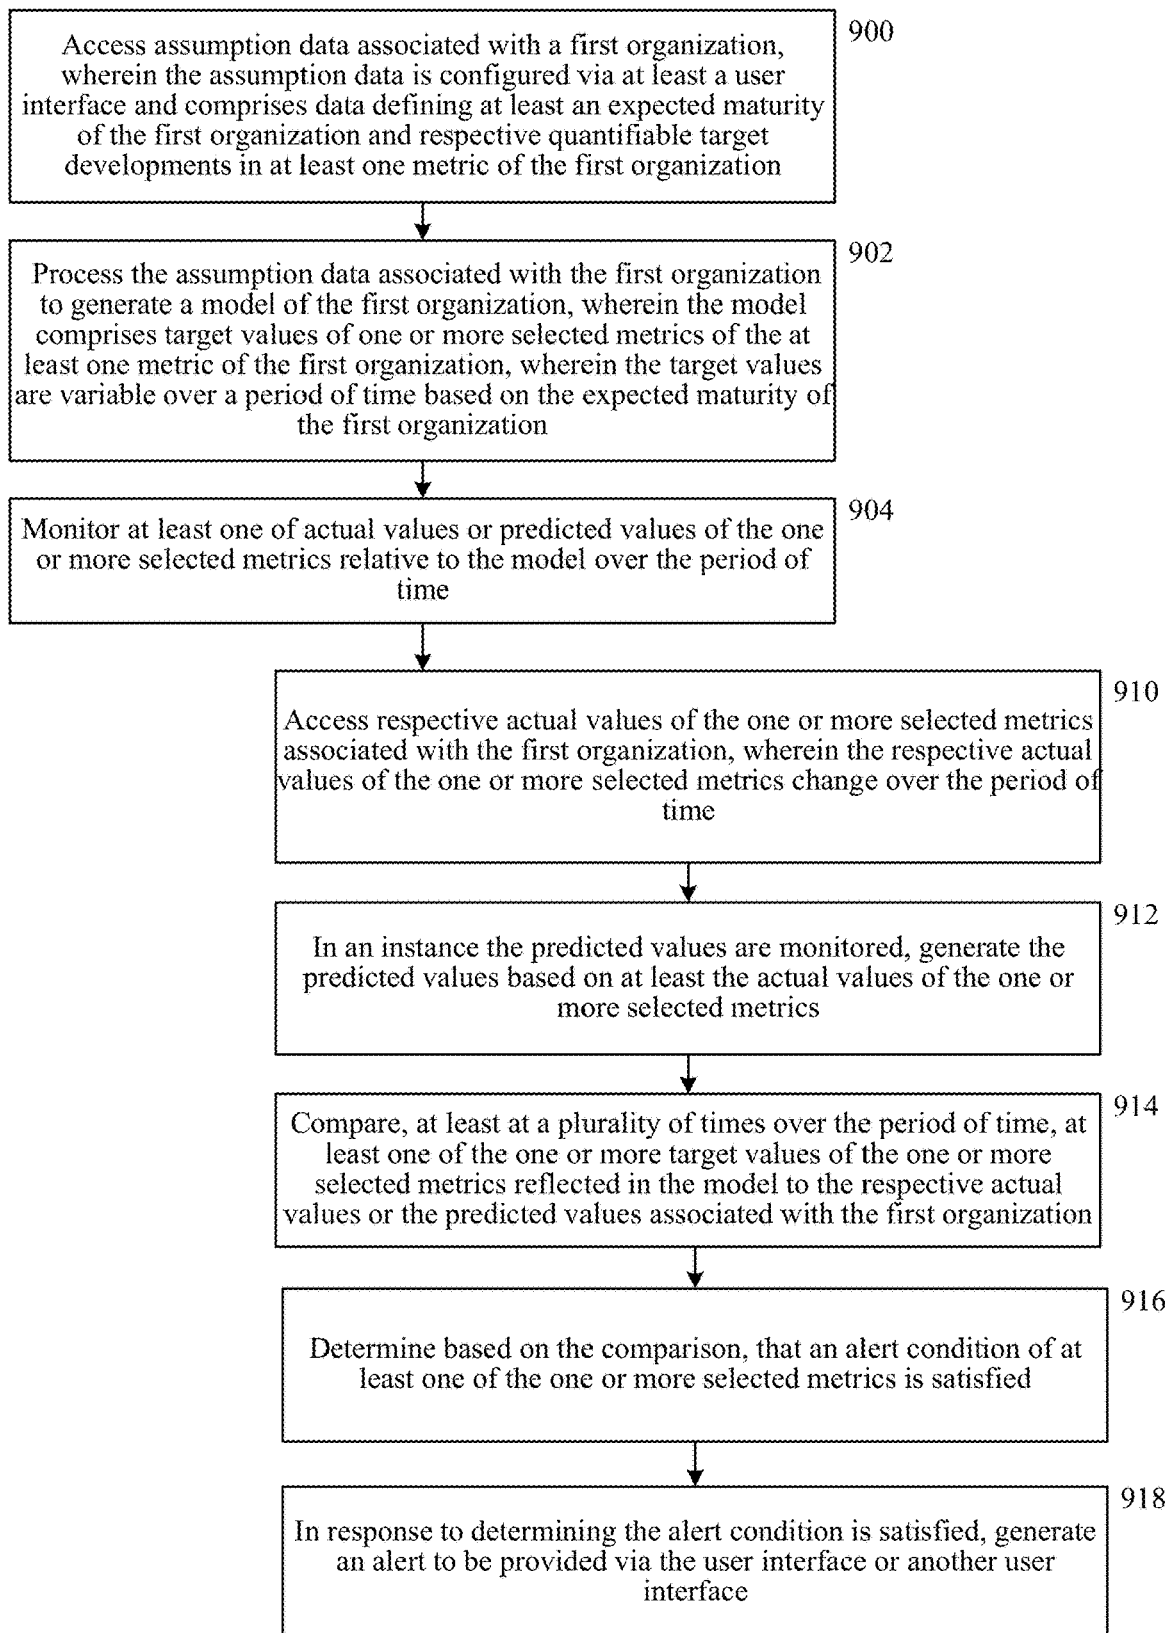 900
Access assumption data associated with a first organization,
wherein the assumption data is configured via at least a user
interface and comprises data defining at least an expected maturity
of the first organization and respective quantifiable target
developments in at least one metric of the first organization
902
Process the assumption data associated with the first organization
to generate a model of the first organization, wherein the model
comprises target values of one or more selected metrics of the at
least one metric of the first organization, wherein the target values
are variable over a period of time based on the expected maturity of
the first organization
904
Monitor at least one of actual values or predicted values of the one
or more selected metrics relative to the model over the period of
time
910
Access respective actual values of the one or more selected metrics
associated with the first organization, wherein the respective actual
values of the one or more selected metrics change over the period of
time
912
In an instance the predicted values are monitored, generate the
predicted values based on at least the actual values of the one or
more selected metrics
914
Compare, at least at a plurality of times over the period of time, at
least one of the one or more target values of the one or more
selected metrics reflected in the model to the respective actual
values or the predicted values associated with the first organization
916
Determine based on the comparison, that an alert condition of at
least one of the one or more selected metrics is satisfied
918
In response to determining the alert condition is satisfied, generate
an alert to be provided via the user interface or another user
interface